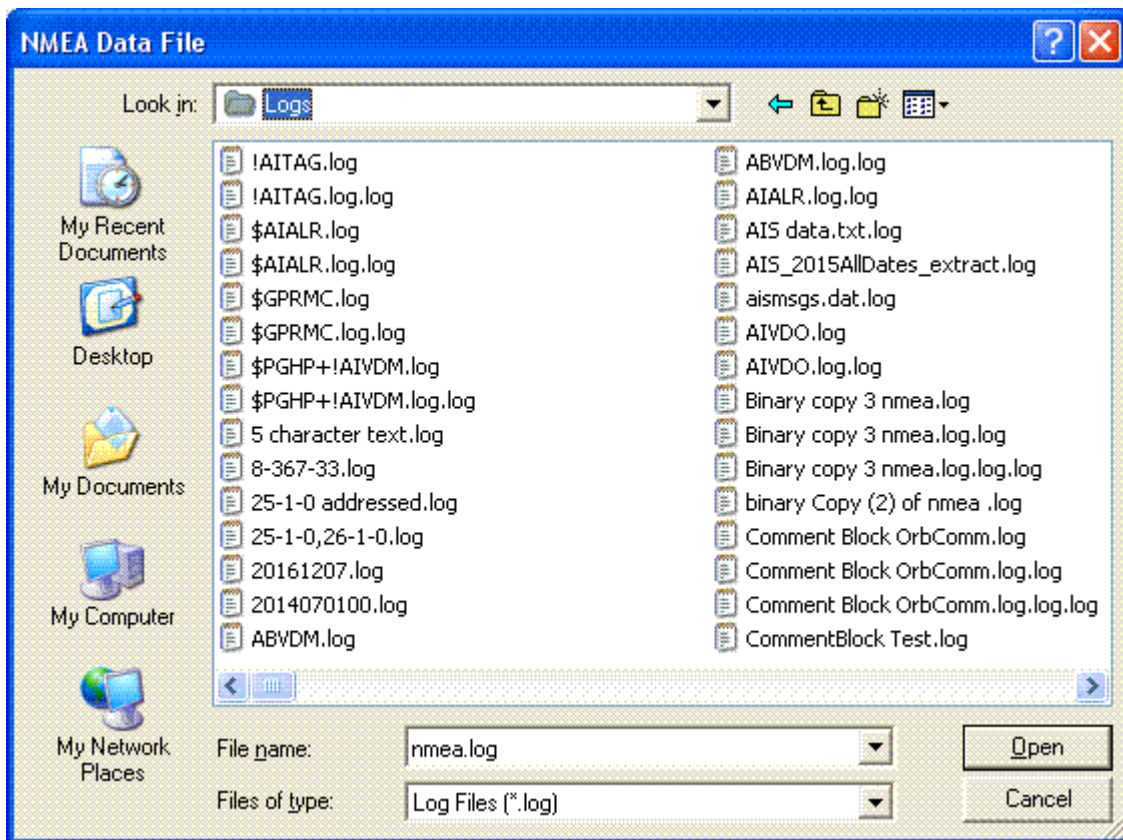 NMEA Data File
Look in:
Logs
My Recent
Documents
Desktop
My Documents
My Computer
My Network
Places
!AITAG.log
!AITAG.log.log
$AIALR.log
$AIALR.log.log
$GPRMC.log
$GPRMC.log.log
$PGHP+!AIVDM.log
$PGHP+!AIVDM.log.log
5 character text.log
8-367-33.log
25-1-0 addressed.log
25-1-0,26-1-0.log
20161207.log
2014070100.log
ABVDM.log
ABVDM.log.log
AIALR.log.log
AIS data.txt.log
AIS_2015AllDates_extract.log
aismsgs.dat.log
AIVDO.log
AIVDO.log.log
Binary copy 3 nmea.log
Binary copy 3 nmea.log.log
Binary copy 3 nmea.log.log.log
binary Copy (2) of nmea .log
Comment Block OrbComm.log
Comment Block OrbComm.log.log
Comment Block OrbComm.log.log.log
CommentBlock Test.log
File name:
nmea.log
Open
Files of type:
Log Files (*.log)
Cancel